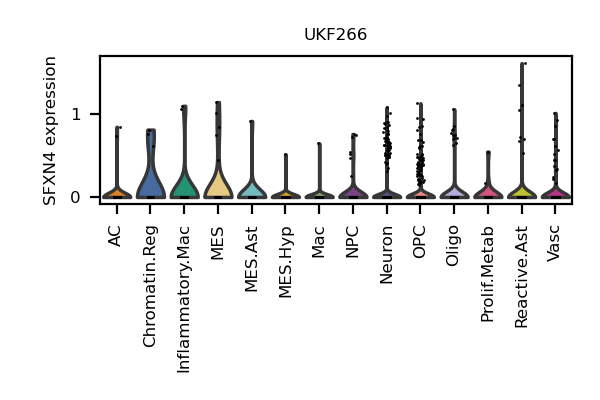 UKF266
SFXN4 expression
1
0
AC
Chromatin.Reg
Inflammatory.Mac
MES
MES.Ast
MES.Hyp
Mac
NPC
Neuron
OPC
Oligo
Prolif.Metab
Reactive.Ast
Vasc